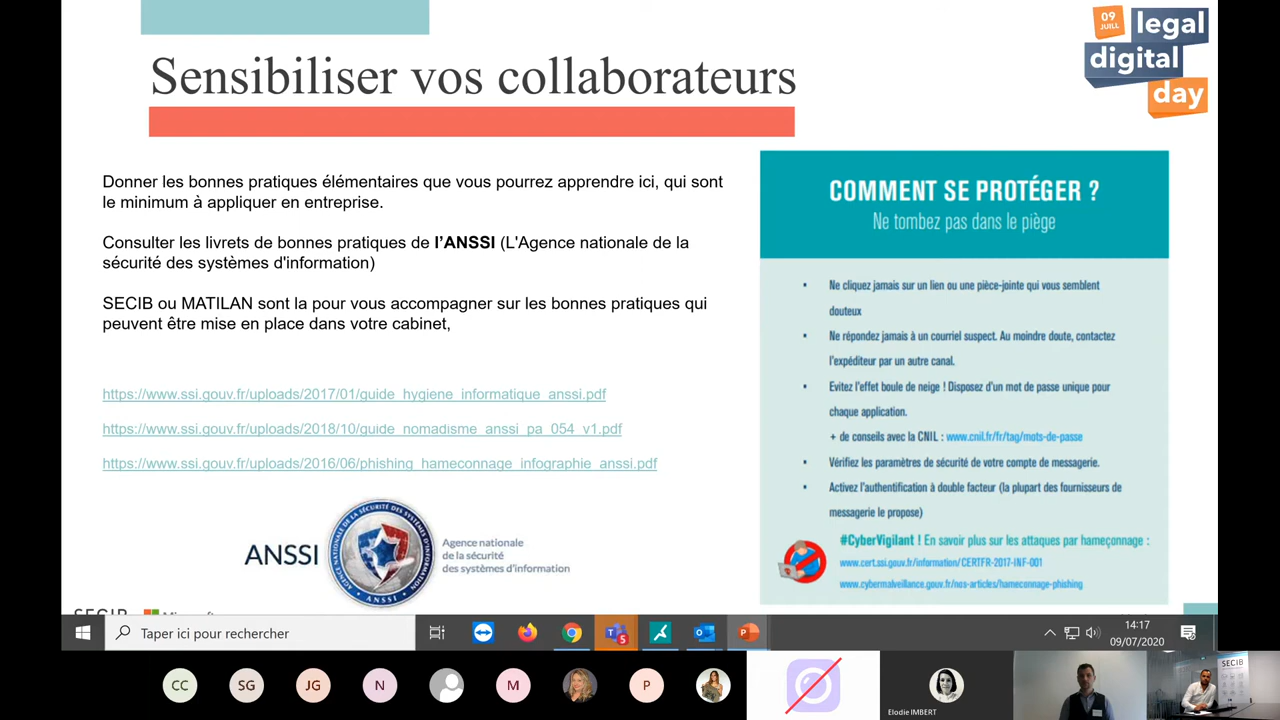 09
JUILL
legal
digital
day
Sensibiliser vos collaborateurs
Donner les bonnes pratiques élémentaires que vous pourrez apprendre ici, qui sont
le minimum à appliquer en entreprise.
Consulter les livrets de bonnes pratiques de l’ANSSI (L'Agence nationale de la
sécurité des systèmes d'information)
SECIB ou MATILAN sont la pour vous accompagner sur les bonnes pratiques qui
peuvent être mise en place dans votre cabinet,
https://www.ssi.gouv.fr/uploads/2017/01/guide_hygiene_informatique_anssi.pdf
https://www.ssi.gouv.fr/uploads/2018/10/guide_nomadisme_anssi_pa_054_v1.pdf
https://www.ssi.gouv.fr/uploads/2016/06/phishing_hameconnage_infographie_anssi.pdf
ANSSI
AGENCE NATIONALE DE LA SÉCURITÉ DES SYSTÈMES D'INFORMATION
ANSSI
Agence nationale
de la sécurité
des systèmes d'information
COMMENT SE PROTÉGER ?
Ne tombez pas dans le piège
• Ne cliquez jamais sur un lien ou une pièce-jointe qui vous semblent
douteux
• Ne répondez jamais à un courriel suspect. Au moindre doute, contactez
l'expéditeur par un autre canal.
• Evitez l'effet boule de neige ! Disposez d'un mot de passe unique pour
chaque application.
+ de conseils avec la CNIL : www.cnil.fr/fr/tag/mots-de-passe
• Vérifiez les paramètres de sécurité de votre compte de messagerie.
• Activez l'authentification à double facteur (la plupart des fournisseurs de
messagerie le propose)
#CyberVigilant ! En savoir plus sur les attaques par hameçonnage :
www.cert.ssi.gouv.fr/information/CERTFR-2017-INF-001
www.cybermalveillance.gouv.fr/nos-articles/hameconnage-phishing
SECIB
Microsoft
Taper ici pour rechercher
5
14:17
09/07/2020
CC
SG
JG
N
M
P
Elodie IMBERT
SECIB